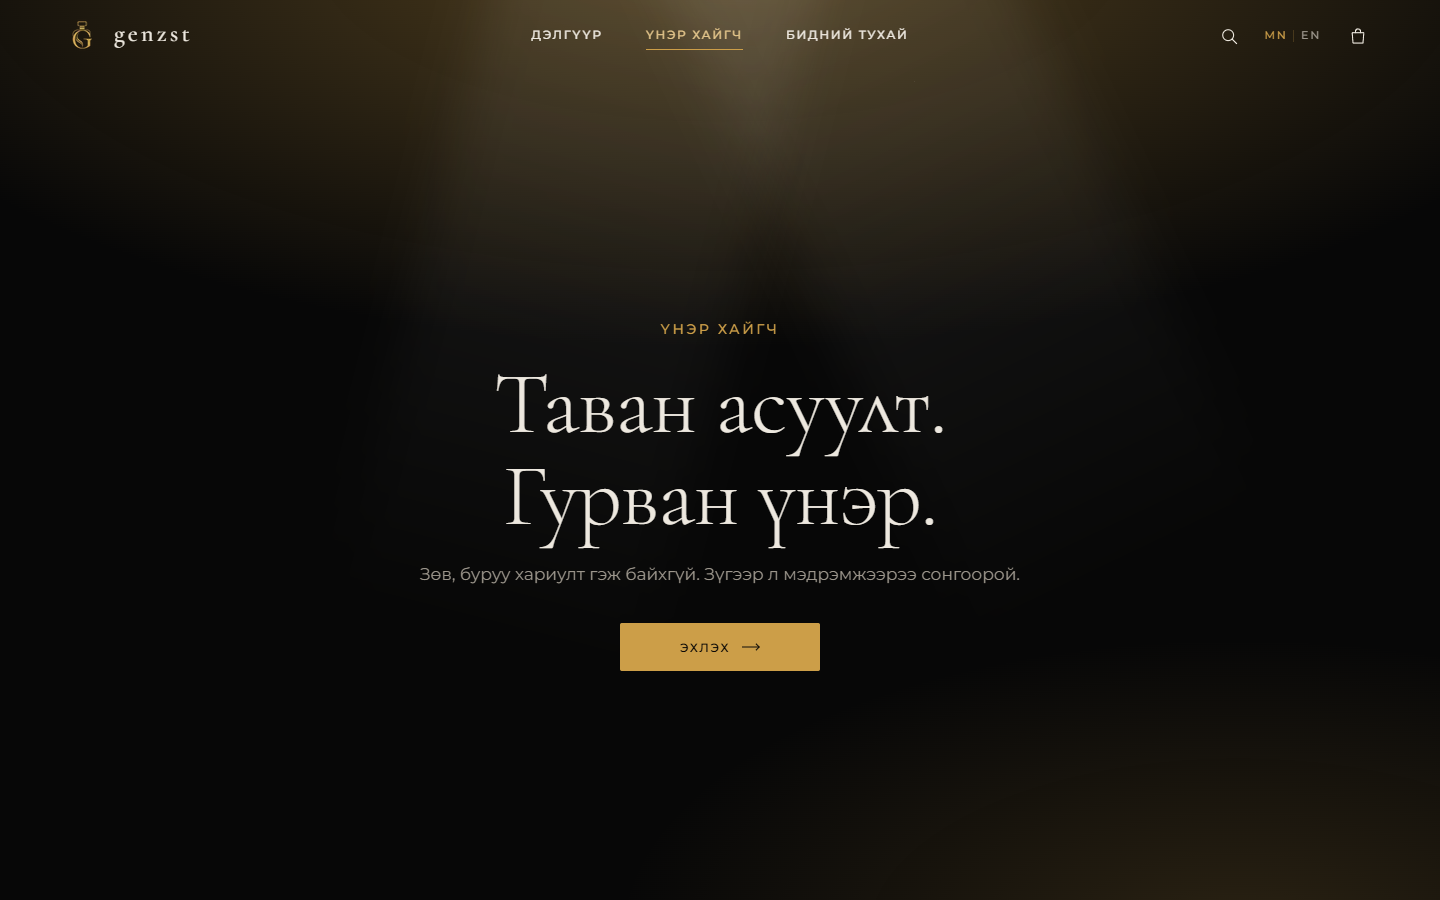 genzst
ДЭЛГҮҮР
ҮНЭР ХАЙГЧ
БИДНИЙ ТУХАЙ
MN | EN
ҮНЭР ХАЙГЧ
Таван асуулт.
Гурван үнэр.
Зөв, буруу хариулт гэж байхгүй. Зүгээр л мэдрэмжээрээ сонгоорой.
ЭХЛЭХ